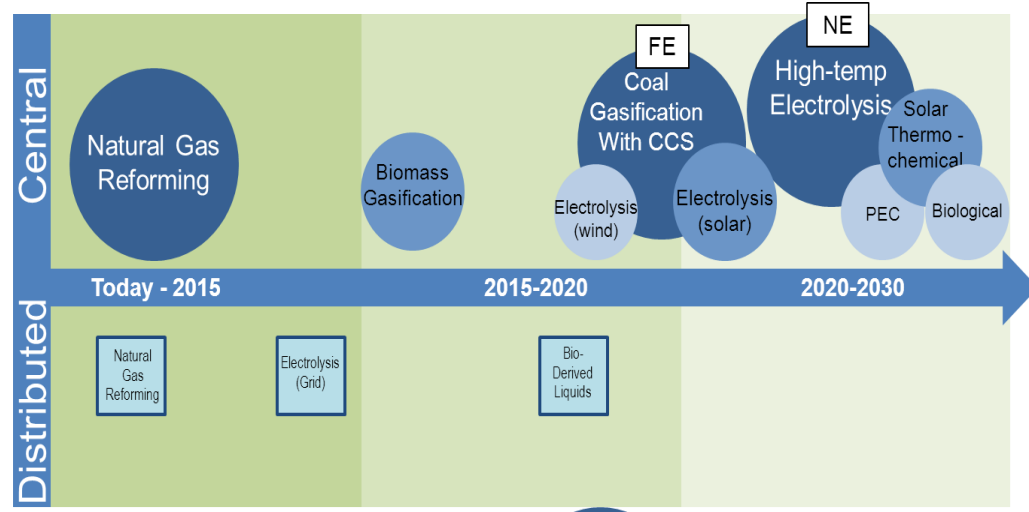 Central
Natural Gas
Reforming
Biomass
Gasification
FE
Coal
Gasification
With CCS
Electrolysis
(wind)
Electrolysis
(solar)
NE
High-temp
Electrolysis
Solar
Thermo -
chemical
PEC
Biological
Today - 2015
2015-2020
2020-2030
Distributed
Natural
Gas
Reforming
Electrolysis
(Grid)
Bio-
Derived
Liquids